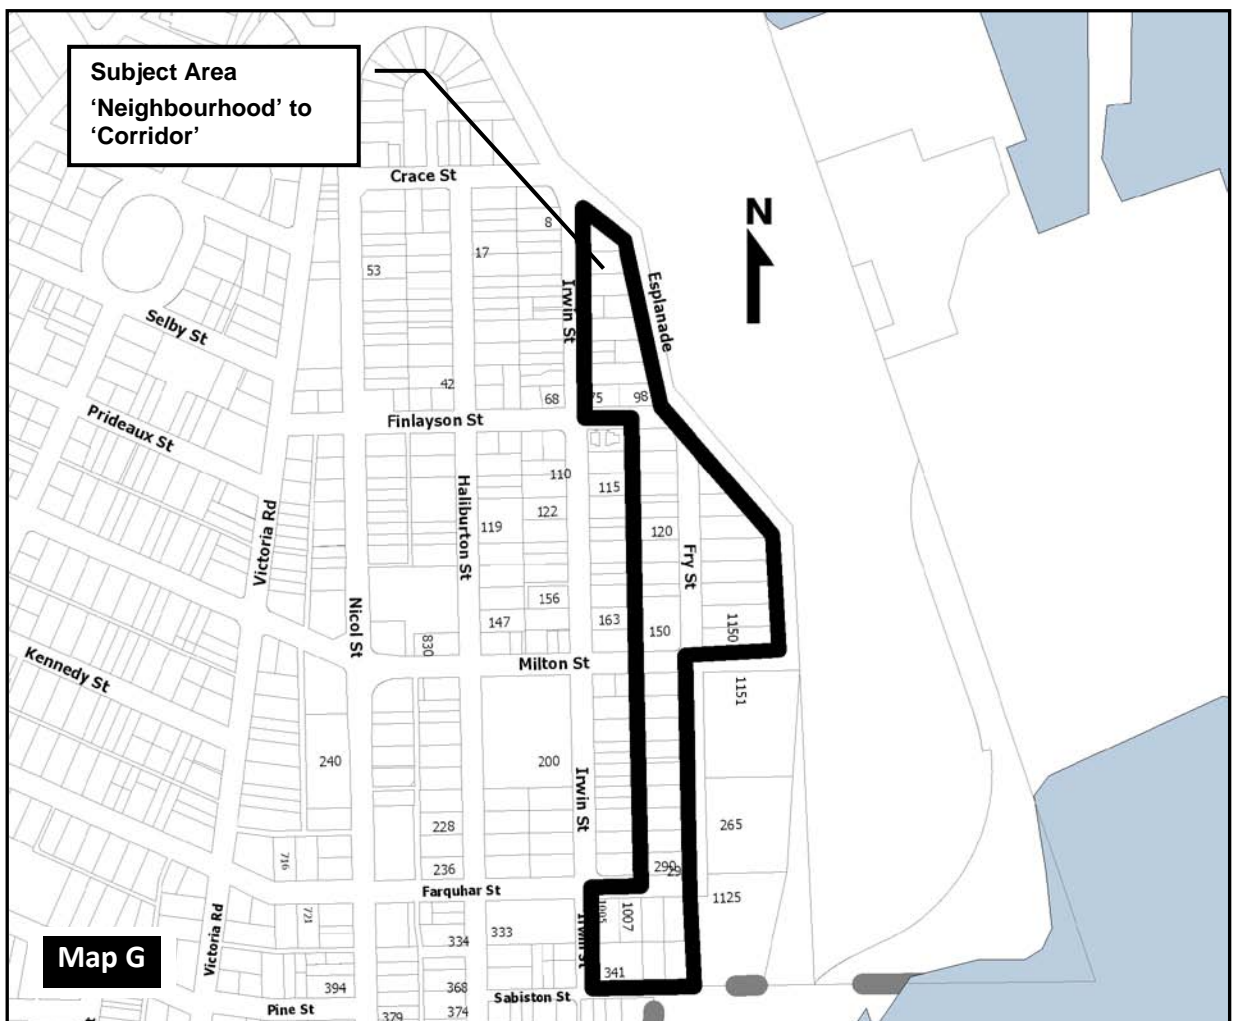 Subject Area
‘Neighbourhood’ to
‘Corridor’
Crace St
8
17
53
N
Irwin St
Esplanade
Selby St
42
68
75
98
Finlayson St
Prideaux St
110
115
Haliburton St
Victoria Rd
122
119
120
Fry St
156
147
163
150
1150
Nicol St
830
Milton St
Kennedy St
1151
240
200
Irwin St
228
265
716
236
290
Farquhar St
1125
Victoria Rd
721
1005
1007
Irwin St
334
333
Map G
394
368
341
Sabiston St
Pine St
379
374